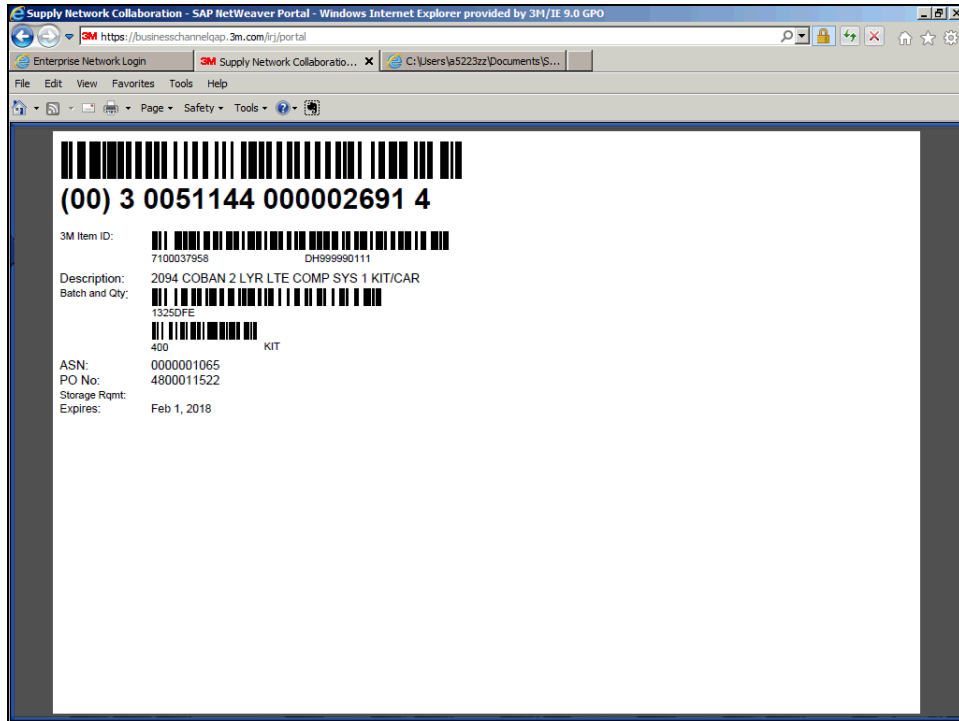 Supply Network Collaboration - SAP NetWeaver Portal - Windows Internet Explorer provided by 3M/IE 9.0 GPO
3M https://businesschannelqap.3m.com/irj/portal
Enterprise Network Login
3M Supply Network Collaboratio... X
C:\Users\a5223zz\Documents\S...
File Edit View Favorites Tools Help
Page Safety Tools
(00) 3 0051144 000002691 4
3M Item ID:
7100037958 DH999990111
Description: 2094 COBAN 2 LYR LTE COMP SYS 1 KIT/CAR
Batch and Qty:
1325DFE
400 KIT
ASN: 0000001065
PO No: 4800011522
Storage Rqmt:
Expires: Feb 1, 2018